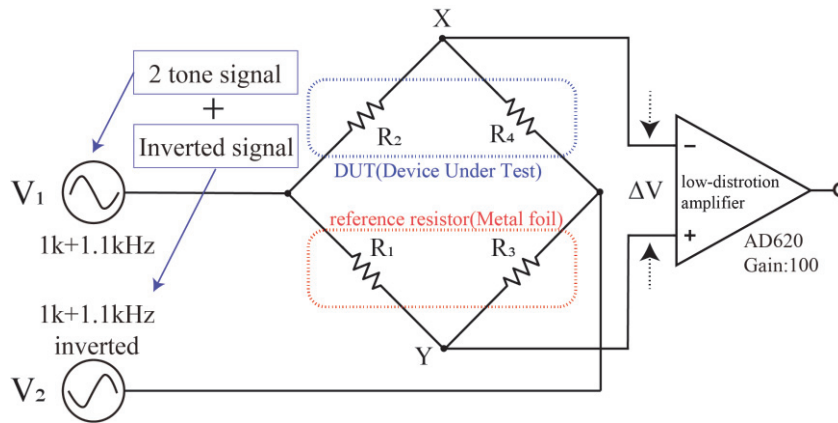 X
2 tone signal
+
Inverted signal
R₂
R₄
DUT(Device Under Test)
V₁
1k+1.1kHz
reference resistor(Metal foil)
R₁
R₃
−
ΔV
low-distrotion
amplifier
+
AD620
Gain:100
1k+1.1kHz
inverted
Y
V₂